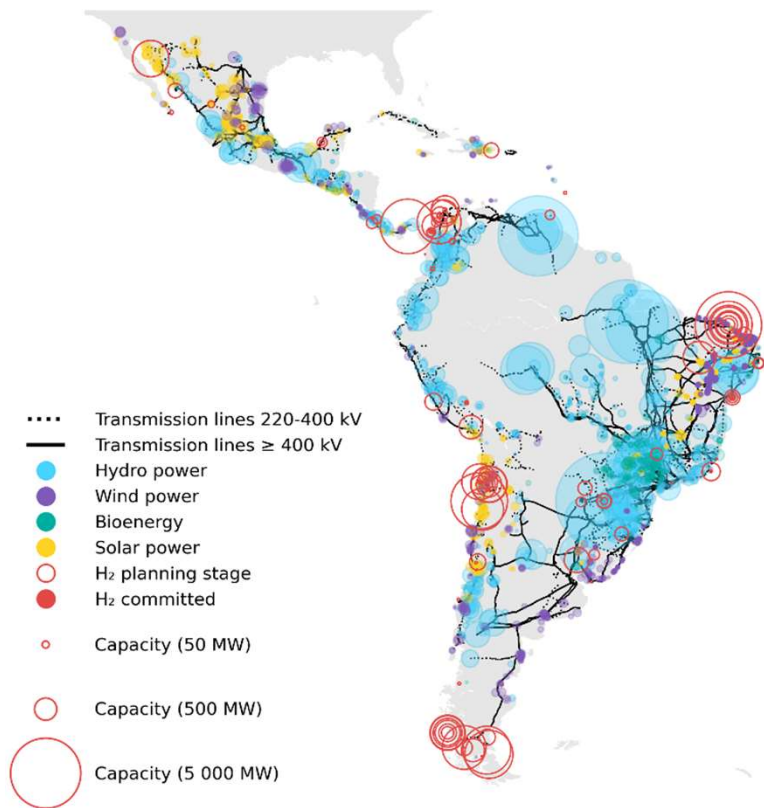 Transmission lines 220-400 kV
Transmission lines ≥ 400 kV
Hydro power
Wind power
Bioenergy
Solar power
H₂ planning stage
H₂ committed
Capacity (50 MW)
Capacity (500 MW)
Capacity (5 000 MW)